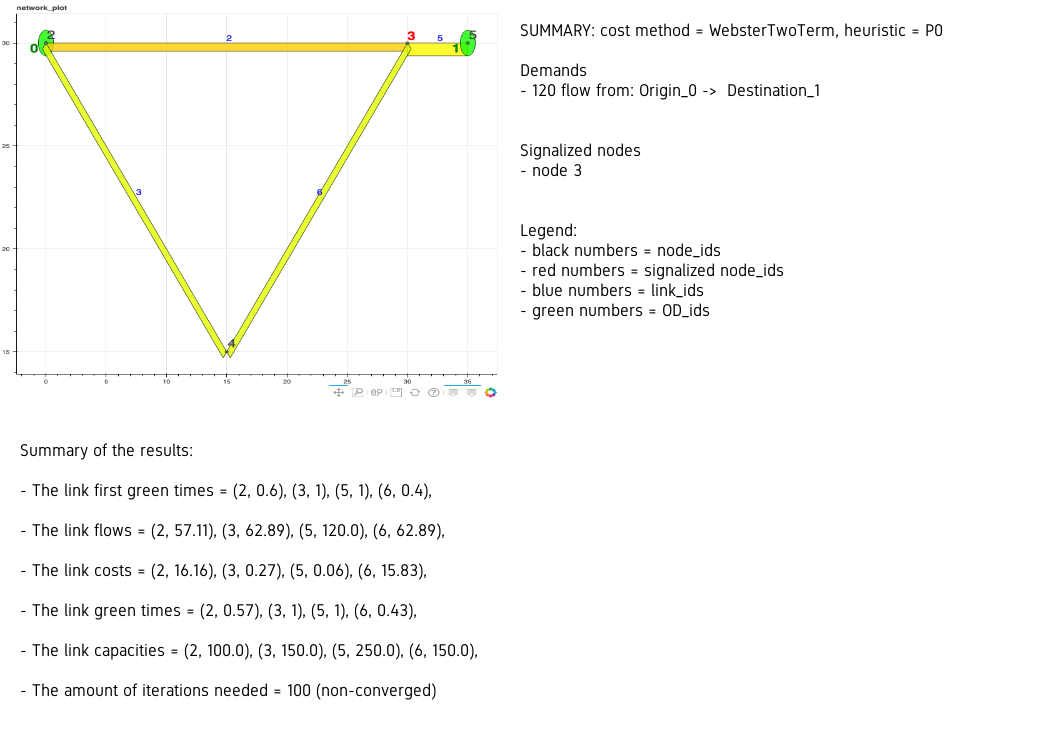 network_plot
SUMMARY: cost method = WebsterTwoTerm, heuristic = P0
Demands
- 120 flow from: Origin_0 -> Destination_1
Signalized nodes
- node 3
Legend:
- black numbers = node_ids
- red numbers = signalized node_ids
- blue numbers = link_ids
- green numbers = OD_ids
30
25
20
15
0
5
10
15
20
25
30
35
0
2
2
3
5
1
5
3
6
4
Summary of the results:
- The link first green times = (2, 0.6), (3, 1), (5, 1), (6, 0.4),
- The link flows = (2, 57.11), (3, 62.89), (5, 120.0), (6, 62.89),
- The link costs = (2, 16.16), (3, 0.27), (5, 0.06), (6, 15.83),
- The link green times = (2, 0.57), (3, 1), (5, 1), (6, 0.43),
- The link capacities = (2, 100.0), (3, 150.0), (5, 250.0), (6, 150.0),
- The amount of iterations needed = 100 (non-converged)